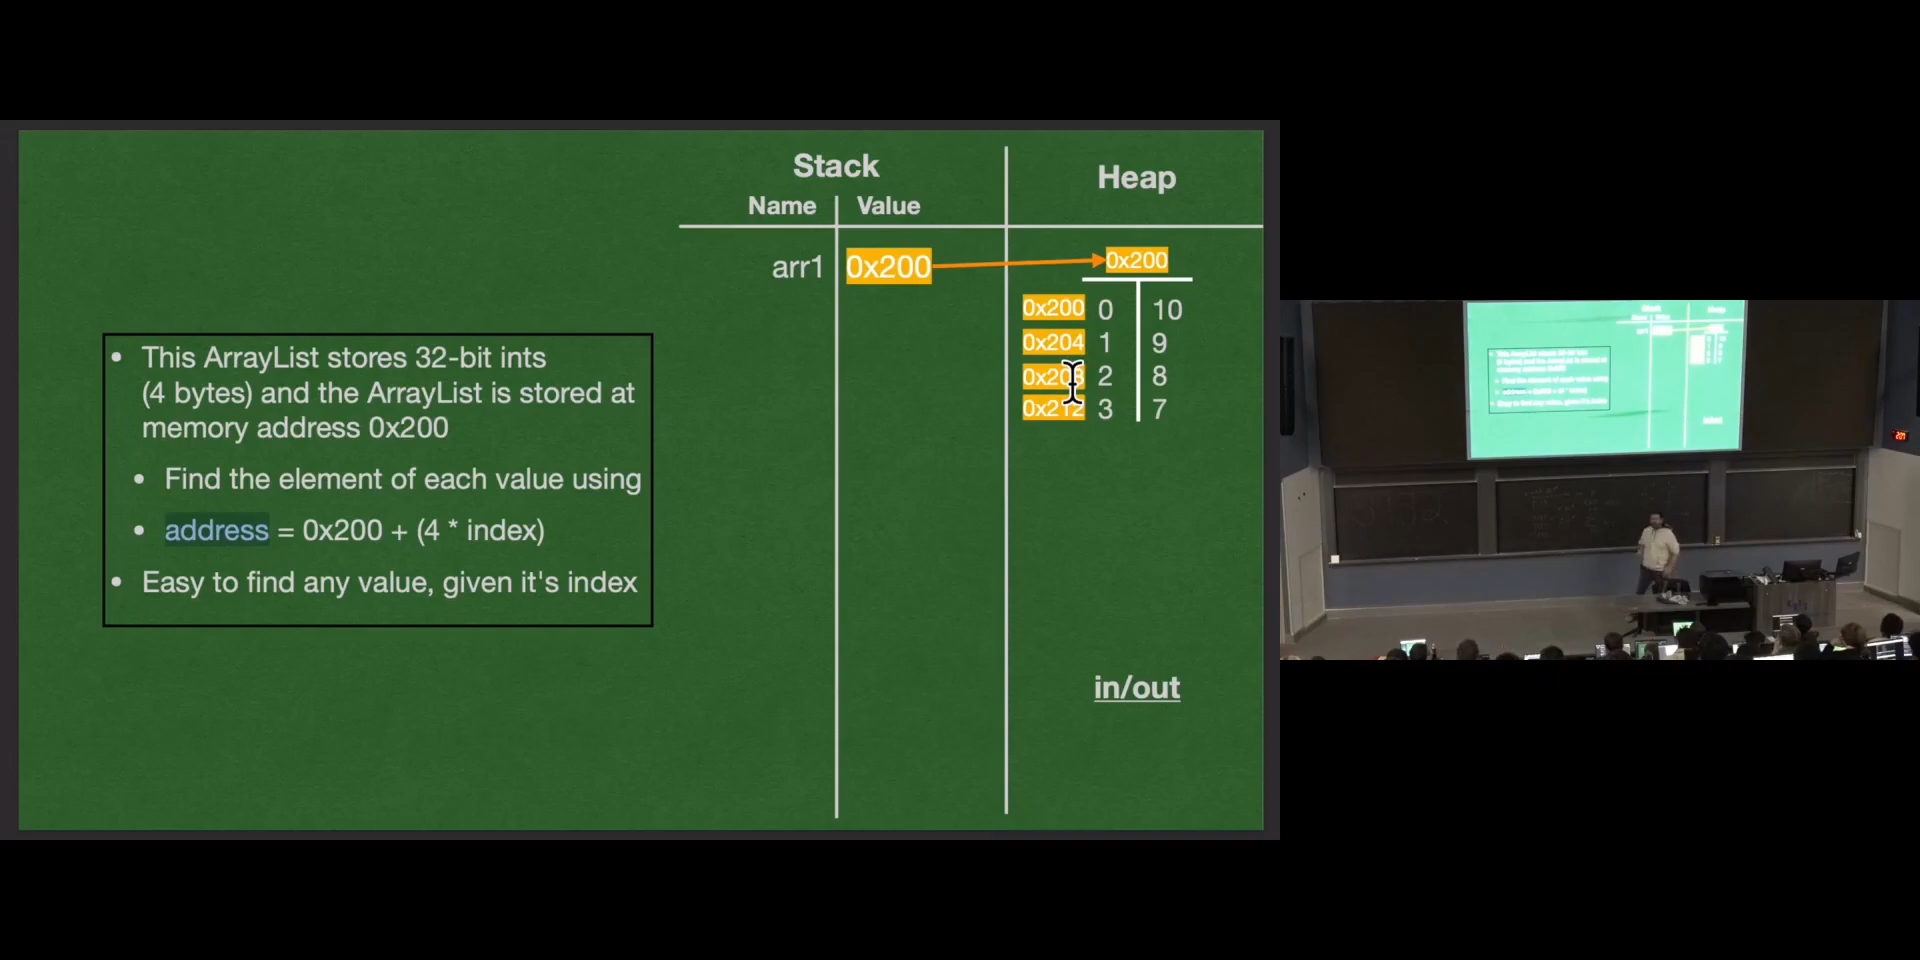 Stack
Heap
Name Value
arr1 0x200
0x200
0x200 0 10
0x204 1 9
0x208 2 8
0x212 3 7
• This ArrayList stores 32-bit ints
(4 bytes) and the ArrayList is stored at
memory address 0x200
• Find the element of each value using
• address = 0x200 + (4 * index)
• Easy to find any value, given it's index
in/out